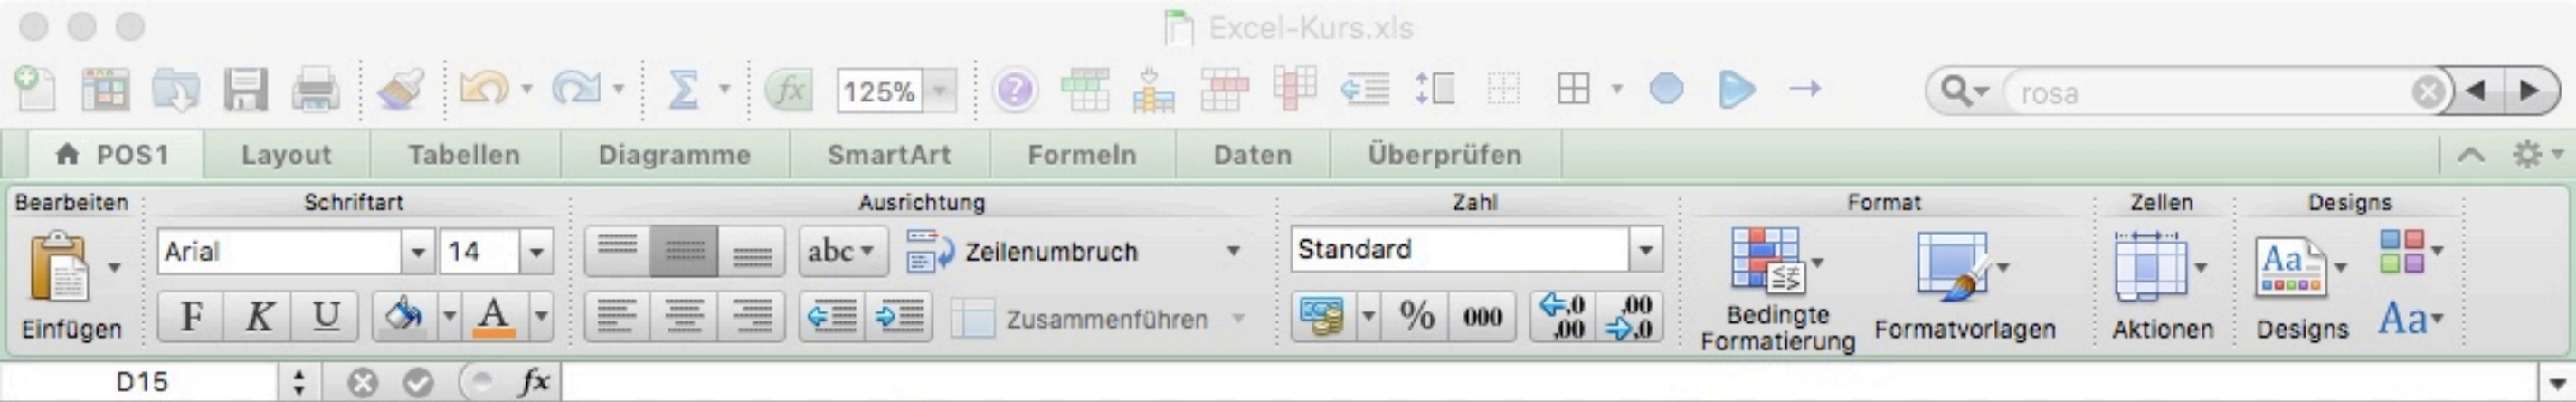 Excel-Kurs.xls
Σ fx 125% ? rosa
POS1 Layout Tabellen Diagramme SmartArt Formeln Daten Überprüfen
Bearbeiten Schriftart Ausrichtung Zahl Format Zellen Designs
Arial 14 abc Zeilenumbruch Standard Aa
F K U A Zusammenführen % 000 ,0 ,00 ,00 ,0 Aa
Einfügen Bedingte Formatierung Formatvorlagen Aktionen Designs
D15 fx